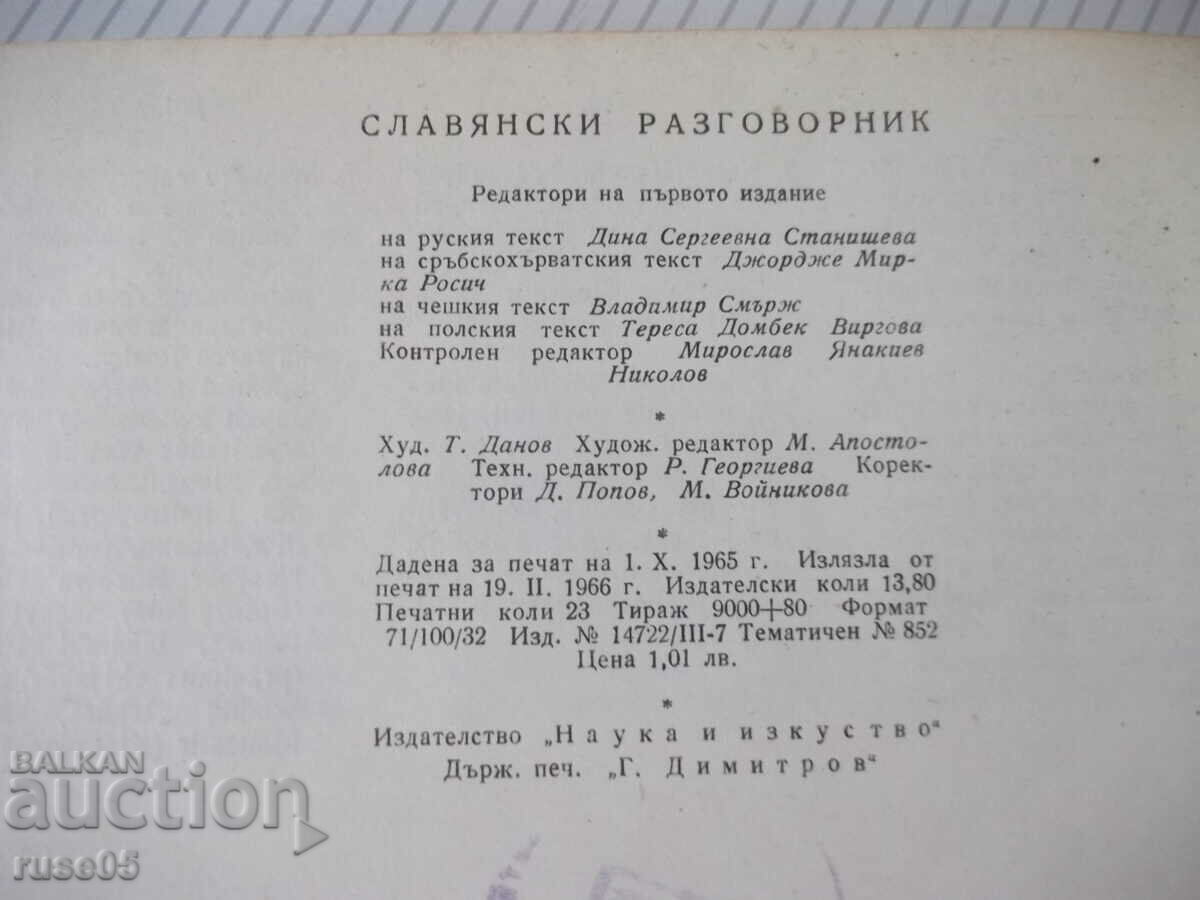 СЛАВЯНСКИ РАЗГОВОРНИК
Редактори на първото издание
на руския текст Дина Сергеевна Станишева
на сръбскохърватския текст Джордже Мир-
ка Росич
на чешкия текст Владимир Смърж
на полския текст Тереса Домбек Виргова
Контролен редактор Мирослав Янакиев
Николов
*
Худ. Т. Данов Худож. редактор М. Апосто-
лова Техн. редактор Р. Георгиева Корек-
тори Д. Попов, М. Войникова
*
Дадена за печат на 1. X. 1965 г. Излязла от
печат на 19. II. 1966 г. Издателски коли 13,80
Печатни коли 23 Тираж 9000+80 Формат
71/100/32 Изд. № 14722/III-7 Тематичен № 852
Цена 1,01 лв.
*
Издателство „Наука и изкуство“
Държ. печ. „Г. Димитров“
BALKAN
auction
ruse05